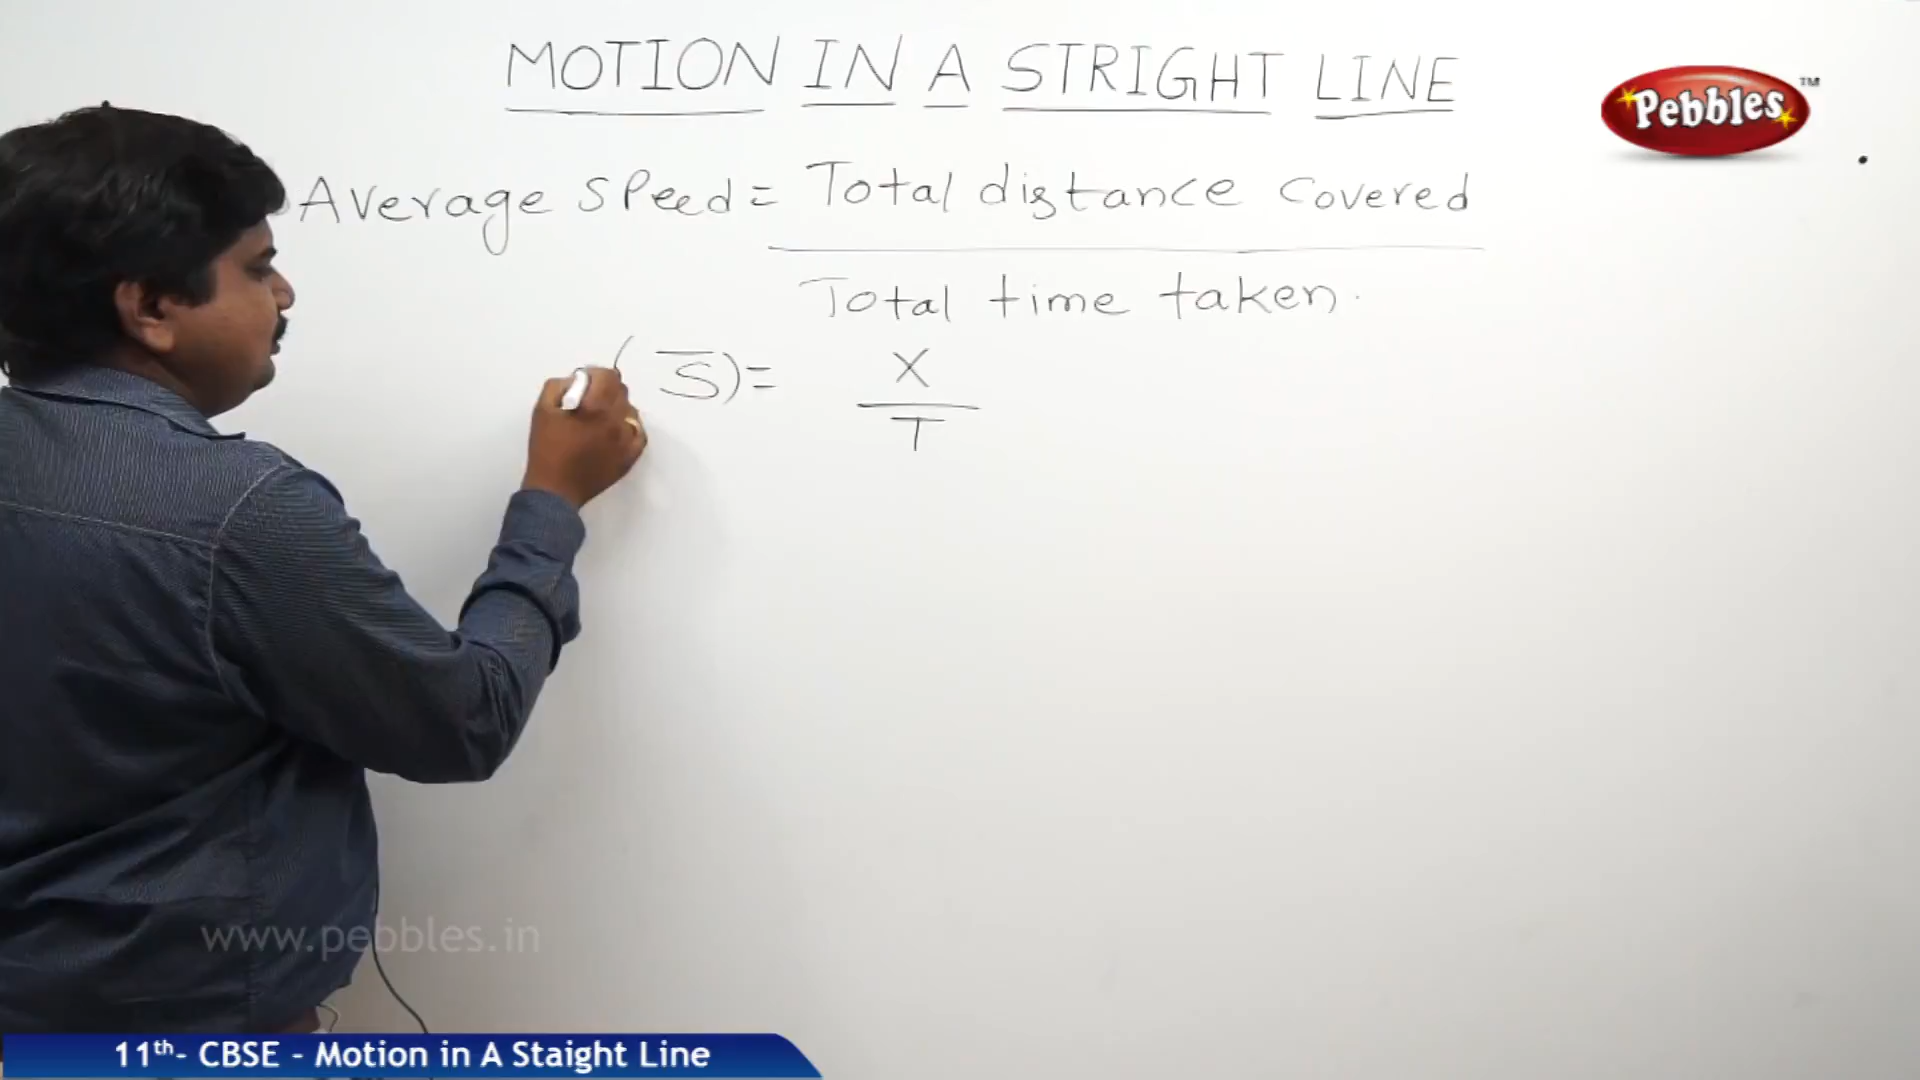 MOTION IN A STRIGHT LINE
Pebbles™
Average speed = Total distance covered
Total time taken.
( S̅ ) = X
T
www.pebbles.in
11th- CBSE - Motion in A Staight Line